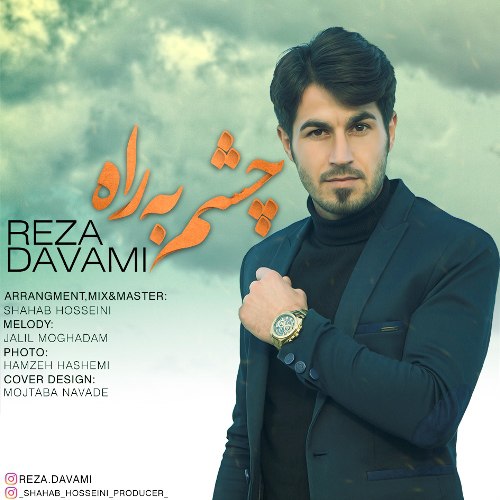 چشم به راه
REZA
DAVAMI
ARRANGMENT,MIX&MASTER:
SHAHAB HOSSEINI
MELODY:
JALIL MOGHADAM
PHOTO:
HAMZEH HASHEMI
COVER DESIGN:
MOJTABA NAVADE
REZA.DAVAMI
_SHAHAB_HOSSEINI_PRODUCER_